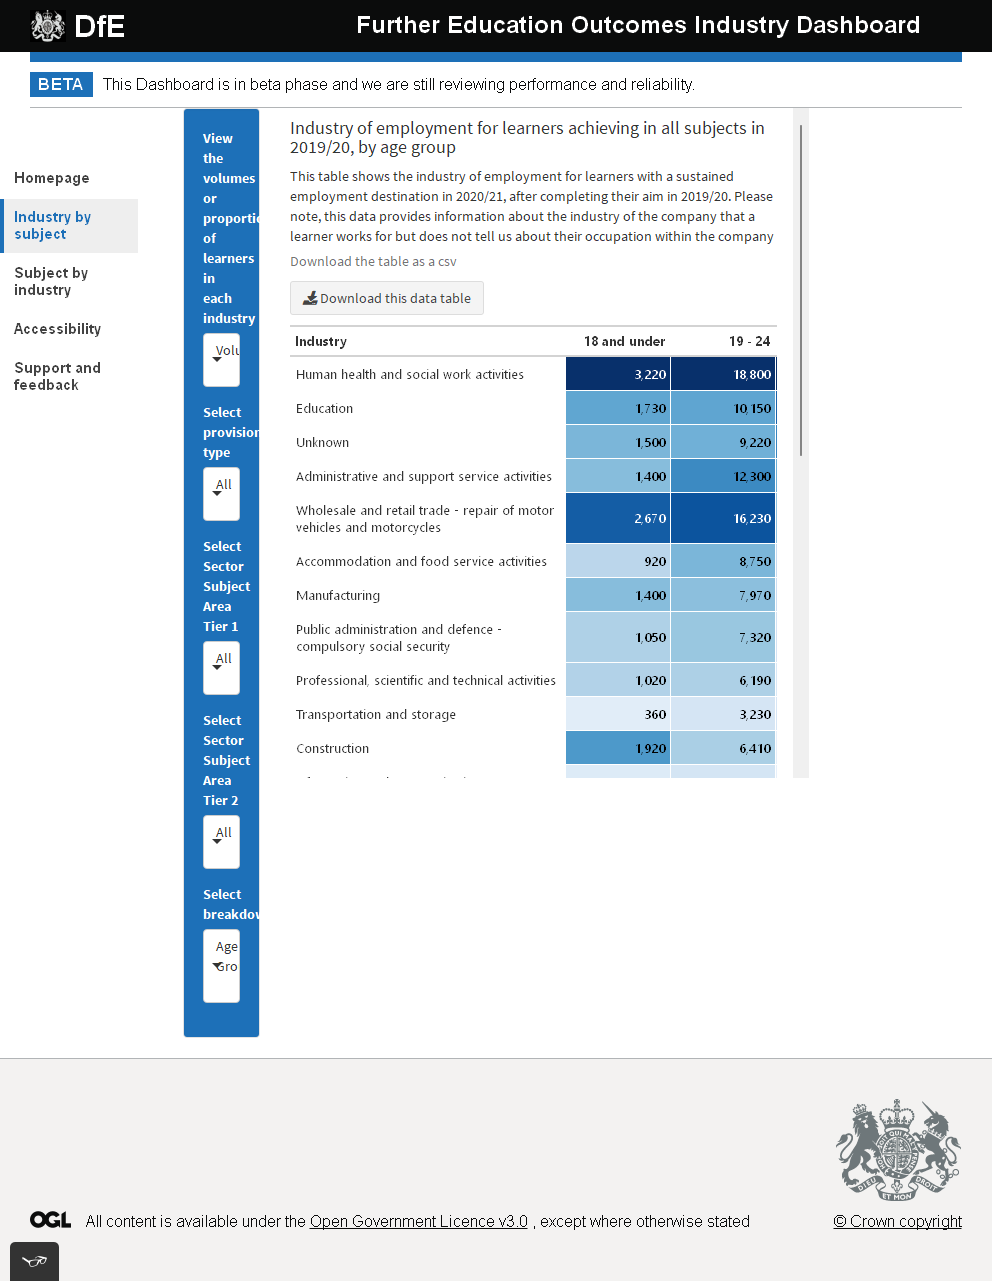 DfE
Further Education Outcomes Industry Dashboard
BETA This Dashboard is in beta phase and we are still reviewing performance and reliability.
Homepage
Industry by
subject
Subject by
industry
Accessibility
Support and
feedback
View
the
volumes
or
proportio
of
learners
in
each
industry
Volu
Select
provision
type
All
Select
Sector
Subject
Area
Tier 1
All
Select
Sector
Subject
Area
Tier 2
All
Select
breakdow
Age
Gro
Industry of employment for learners achieving in all subjects in
2019/20, by age group
This table shows the industry of employment for learners with a sustained
employment destination in 2020/21, after completing their aim in 2019/20. Please
note, this data provides information about the industry of the company that a
learner works for but does not tell us about their occupation within the company
Download the table as a csv
Download this data table
Industry 18 and under 19 - 24
Human health and social work activities 3,220 18,800
Education 1,730 10,150
Unknown 1,500 9,220
Administrative and support service activities 1,400 12,300
Wholesale and retail trade - repair of motor
vehicles and motorcycles 2,670 16,230
Accommodation and food service activities 920 8,750
Manufacturing 1,400 7,970
Public administration and defence -
compulsory social security 1,050 7,320
Professional, scientific and technical activities 1,020 6,190
Transportation and storage 360 3,230
Construction 1,920 6,410
DIEU ET MON DROIT
OGL All content is available under the Open Government Licence v3.0 , except where otherwise stated
© Crown copyright